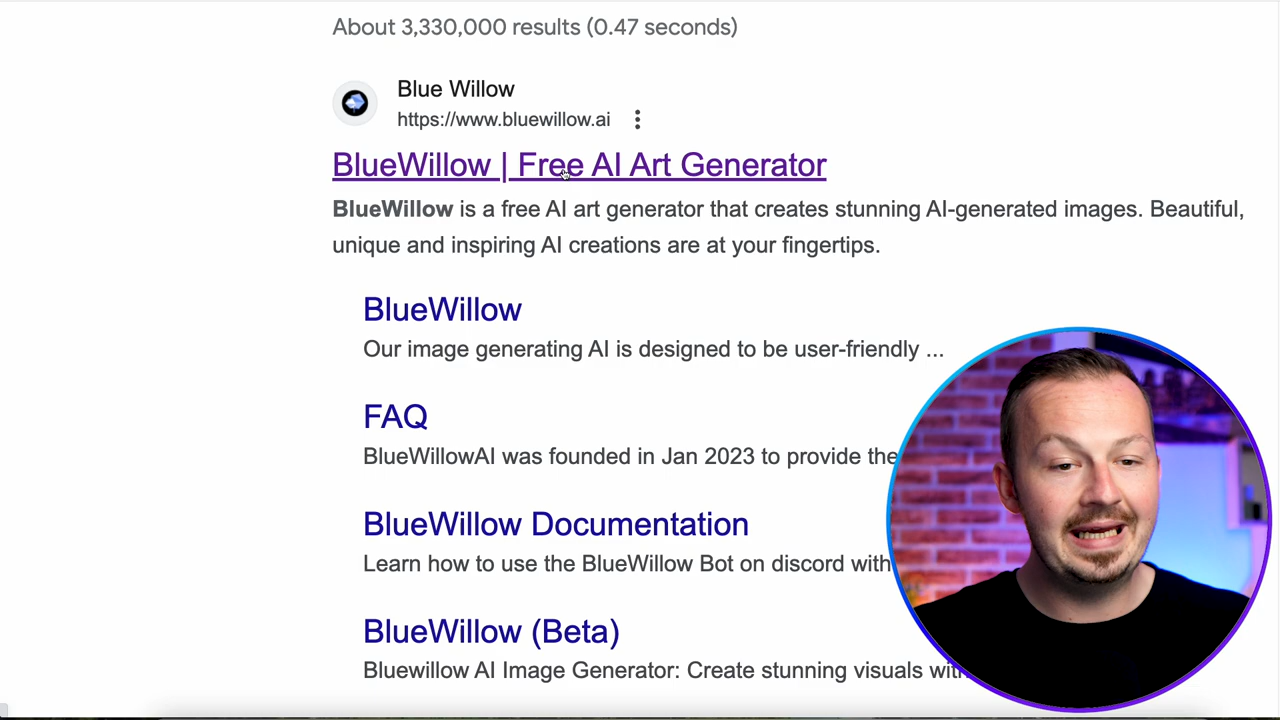 About 3,330,000 results (0.47 seconds)
Blue Willow
https://www.bluewillow.ai
BlueWillow | Free AI Art Generator
BlueWillow is a free AI art generator that creates stunning AI-generated images. Beautiful,
unique and inspiring AI creations are at your fingertips.
BlueWillow
Our image generating AI is designed to be user-friendly ...
FAQ
BlueWillowAI was founded in Jan 2023 to provide the
BlueWillow Documentation
Learn how to use the BlueWillow Bot on discord with
BlueWillow (Beta)
Bluewillow AI Image Generator: Create stunning visuals with